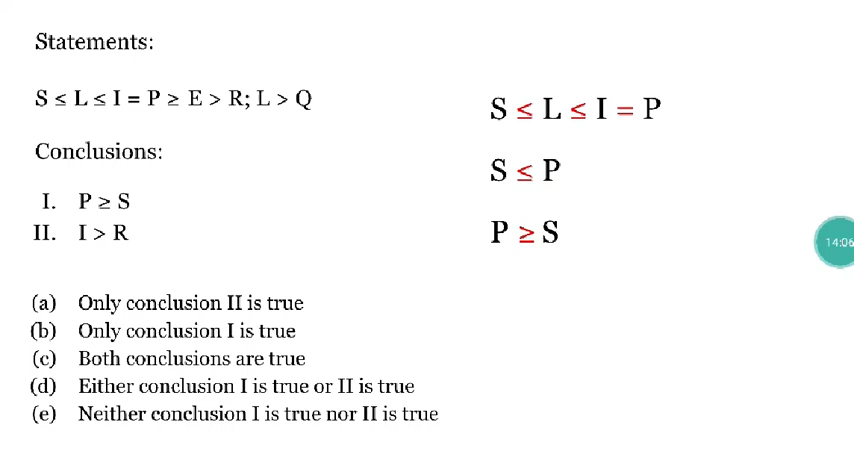 Statements:
S ≤ L ≤ I = P ≥ E > R; L > Q
Conclusions:
I. P ≥ S
II. I > R
(a) Only conclusion II is true
(b) Only conclusion I is true
(c) Both conclusions are true
(d) Either conclusion I is true or II is true
(e) Neither conclusion I is true nor II is true
S ≤ L ≤ I = P
S ≤ P
P ≥ S
14:06